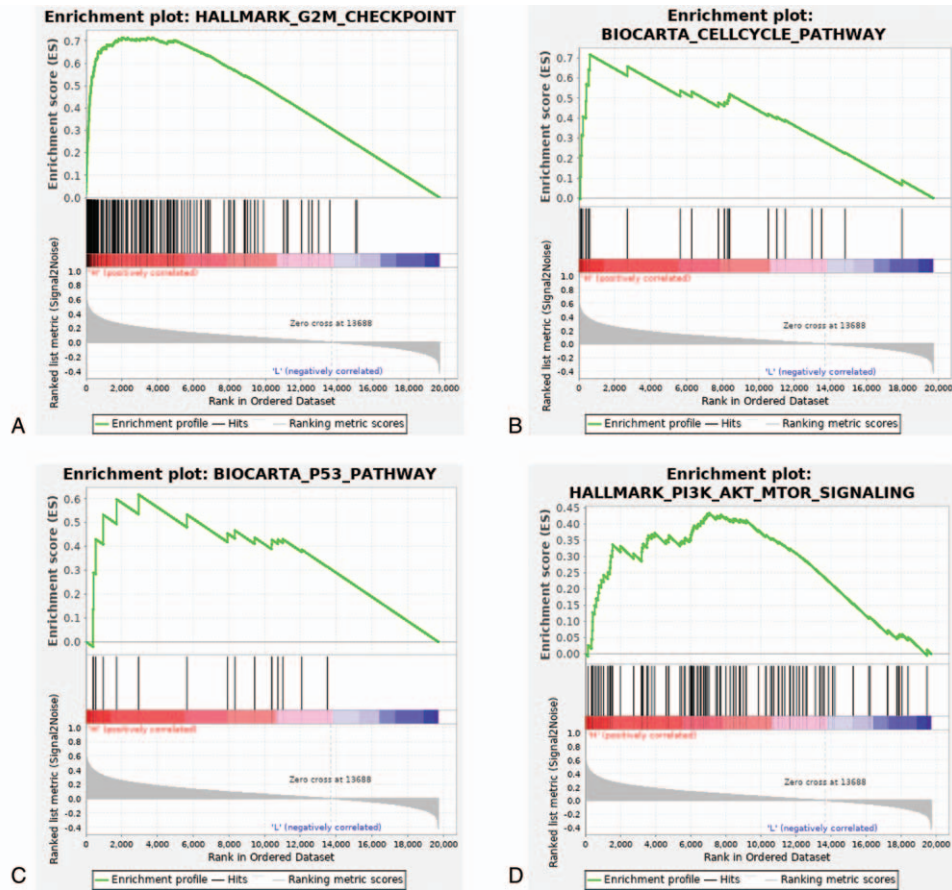 Enrichment plot: HALLMARK_G2M_CHECKPOINT
Enrichment score (ES)
0.7
0.6
0.5
0.4
0.3
0.2
0.1
0.0
Ranked list metric (Signal2Noise)
1.0
0.8
0.6
0.4
0.2
0.0
-0.2
-0.4
'H' (positively correlated)
Zero cross at 13688
'L' (negatively correlated)
0 2,000 4,000 6,000 8,000 10,000 12,000 14,000 16,000 18,000 20,000
Rank in Ordered Dataset
Enrichment profile Hits Ranking metric scores
A
Enrichment plot:
BIOCARTA_CELLCYCLE_PATHWAY
Enrichment score (ES)
0.7
0.6
0.5
0.4
0.3
0.2
0.1
0.0
Ranked list metric (Signal2Noise)
1.0
0.8
0.6
0.4
0.2
0.0
-0.2
-0.4
'H' (positively correlated)
Zero cross at 13688
'L' (negatively correlated)
0 2,000 4,000 6,000 8,000 10,000 12,000 14,000 16,000 18,000 20,000
Rank in Ordered Dataset
Enrichment profile Hits Ranking metric scores
B
Enrichment plot: BIOCARTA_P53_PATHWAY
Enrichment score (ES)
0.6
0.5
0.4
0.3
0.2
0.1
0.0
Ranked list metric (Signal2Noise)
1.0
0.8
0.6
0.4
0.2
0.0
-0.2
-0.4
'H' (positively correlated)
Zero cross at 13688
'L' (negatively correlated)
0 2,000 4,000 6,000 8,000 10,000 12,000 14,000 16,000 18,000 20,000
Rank in Ordered Dataset
Enrichment profile Hits Ranking metric scores
C
Enrichment plot:
HALLMARK_PI3K_AKT_MTOR_SIGNALING
Enrichment score (ES)
0.45
0.40
0.35
0.30
0.25
0.20
0.15
0.10
0.05
0.00
Ranked list metric (Signal2Noise)
1.0
0.8
0.6
0.4
0.2
0.0
-0.2
-0.4
'H' (positively correlated)
Zero cross at 13688
'L' (negatively correlated)
0 2,000 4,000 6,000 8,000 10,000 12,000 14,000 16,000 18,000 20,000
Rank in Ordered Dataset
Enrichment profile Hits Ranking metric scores
D